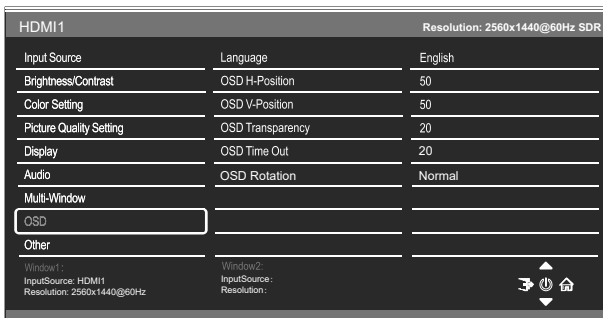 HDMI1 Resolution: 2560x1440@60Hz SDR
Input Source Language English
Brightness/Contrast OSD H-Position 50
Color Setting OSD V-Position 50
Picture Quality Setting OSD Transparency 20
Display OSD Time Out 20
Audio OSD Rotation Normal
Multi-Window
OSD
Other
Window1:
InputSource: HDMI1
Resolution: 2560x1440@60Hz
Window2:
InputSource:
Resolution: